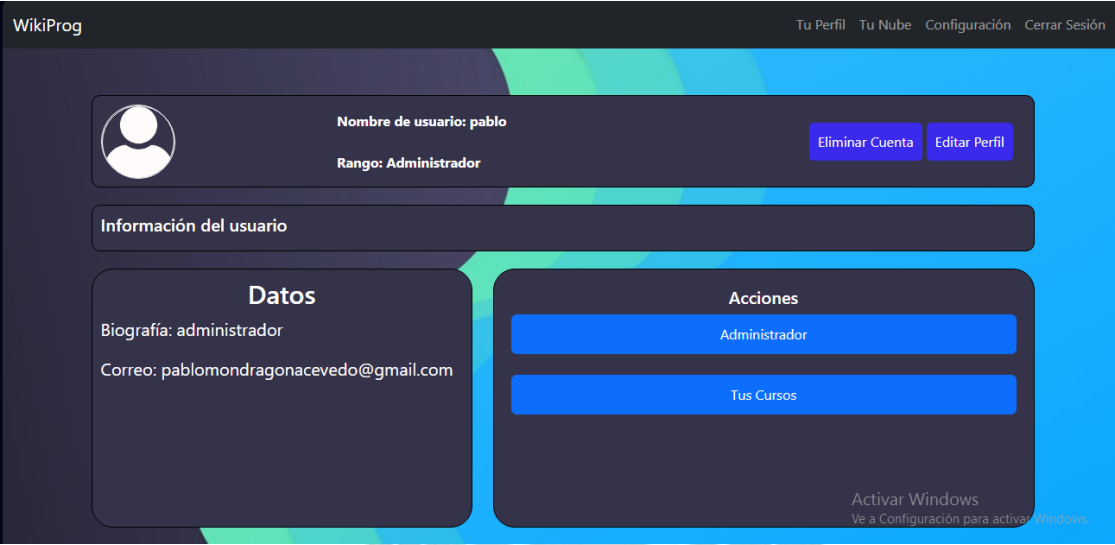 WikiProg
Tu Perfil Tu Nube Configuración Cerrar Sesión
Nombre de usuario: pablo
Rango: Administrador
Eliminar Cuenta Editar Perfil
Información del usuario
Datos
Biografía: administrador
Correo: pablomondragonacevedo@gmail.com
Acciones
Administrador
Tus Cursos
Activar Windows
Ve a Configuración para activar Windows.